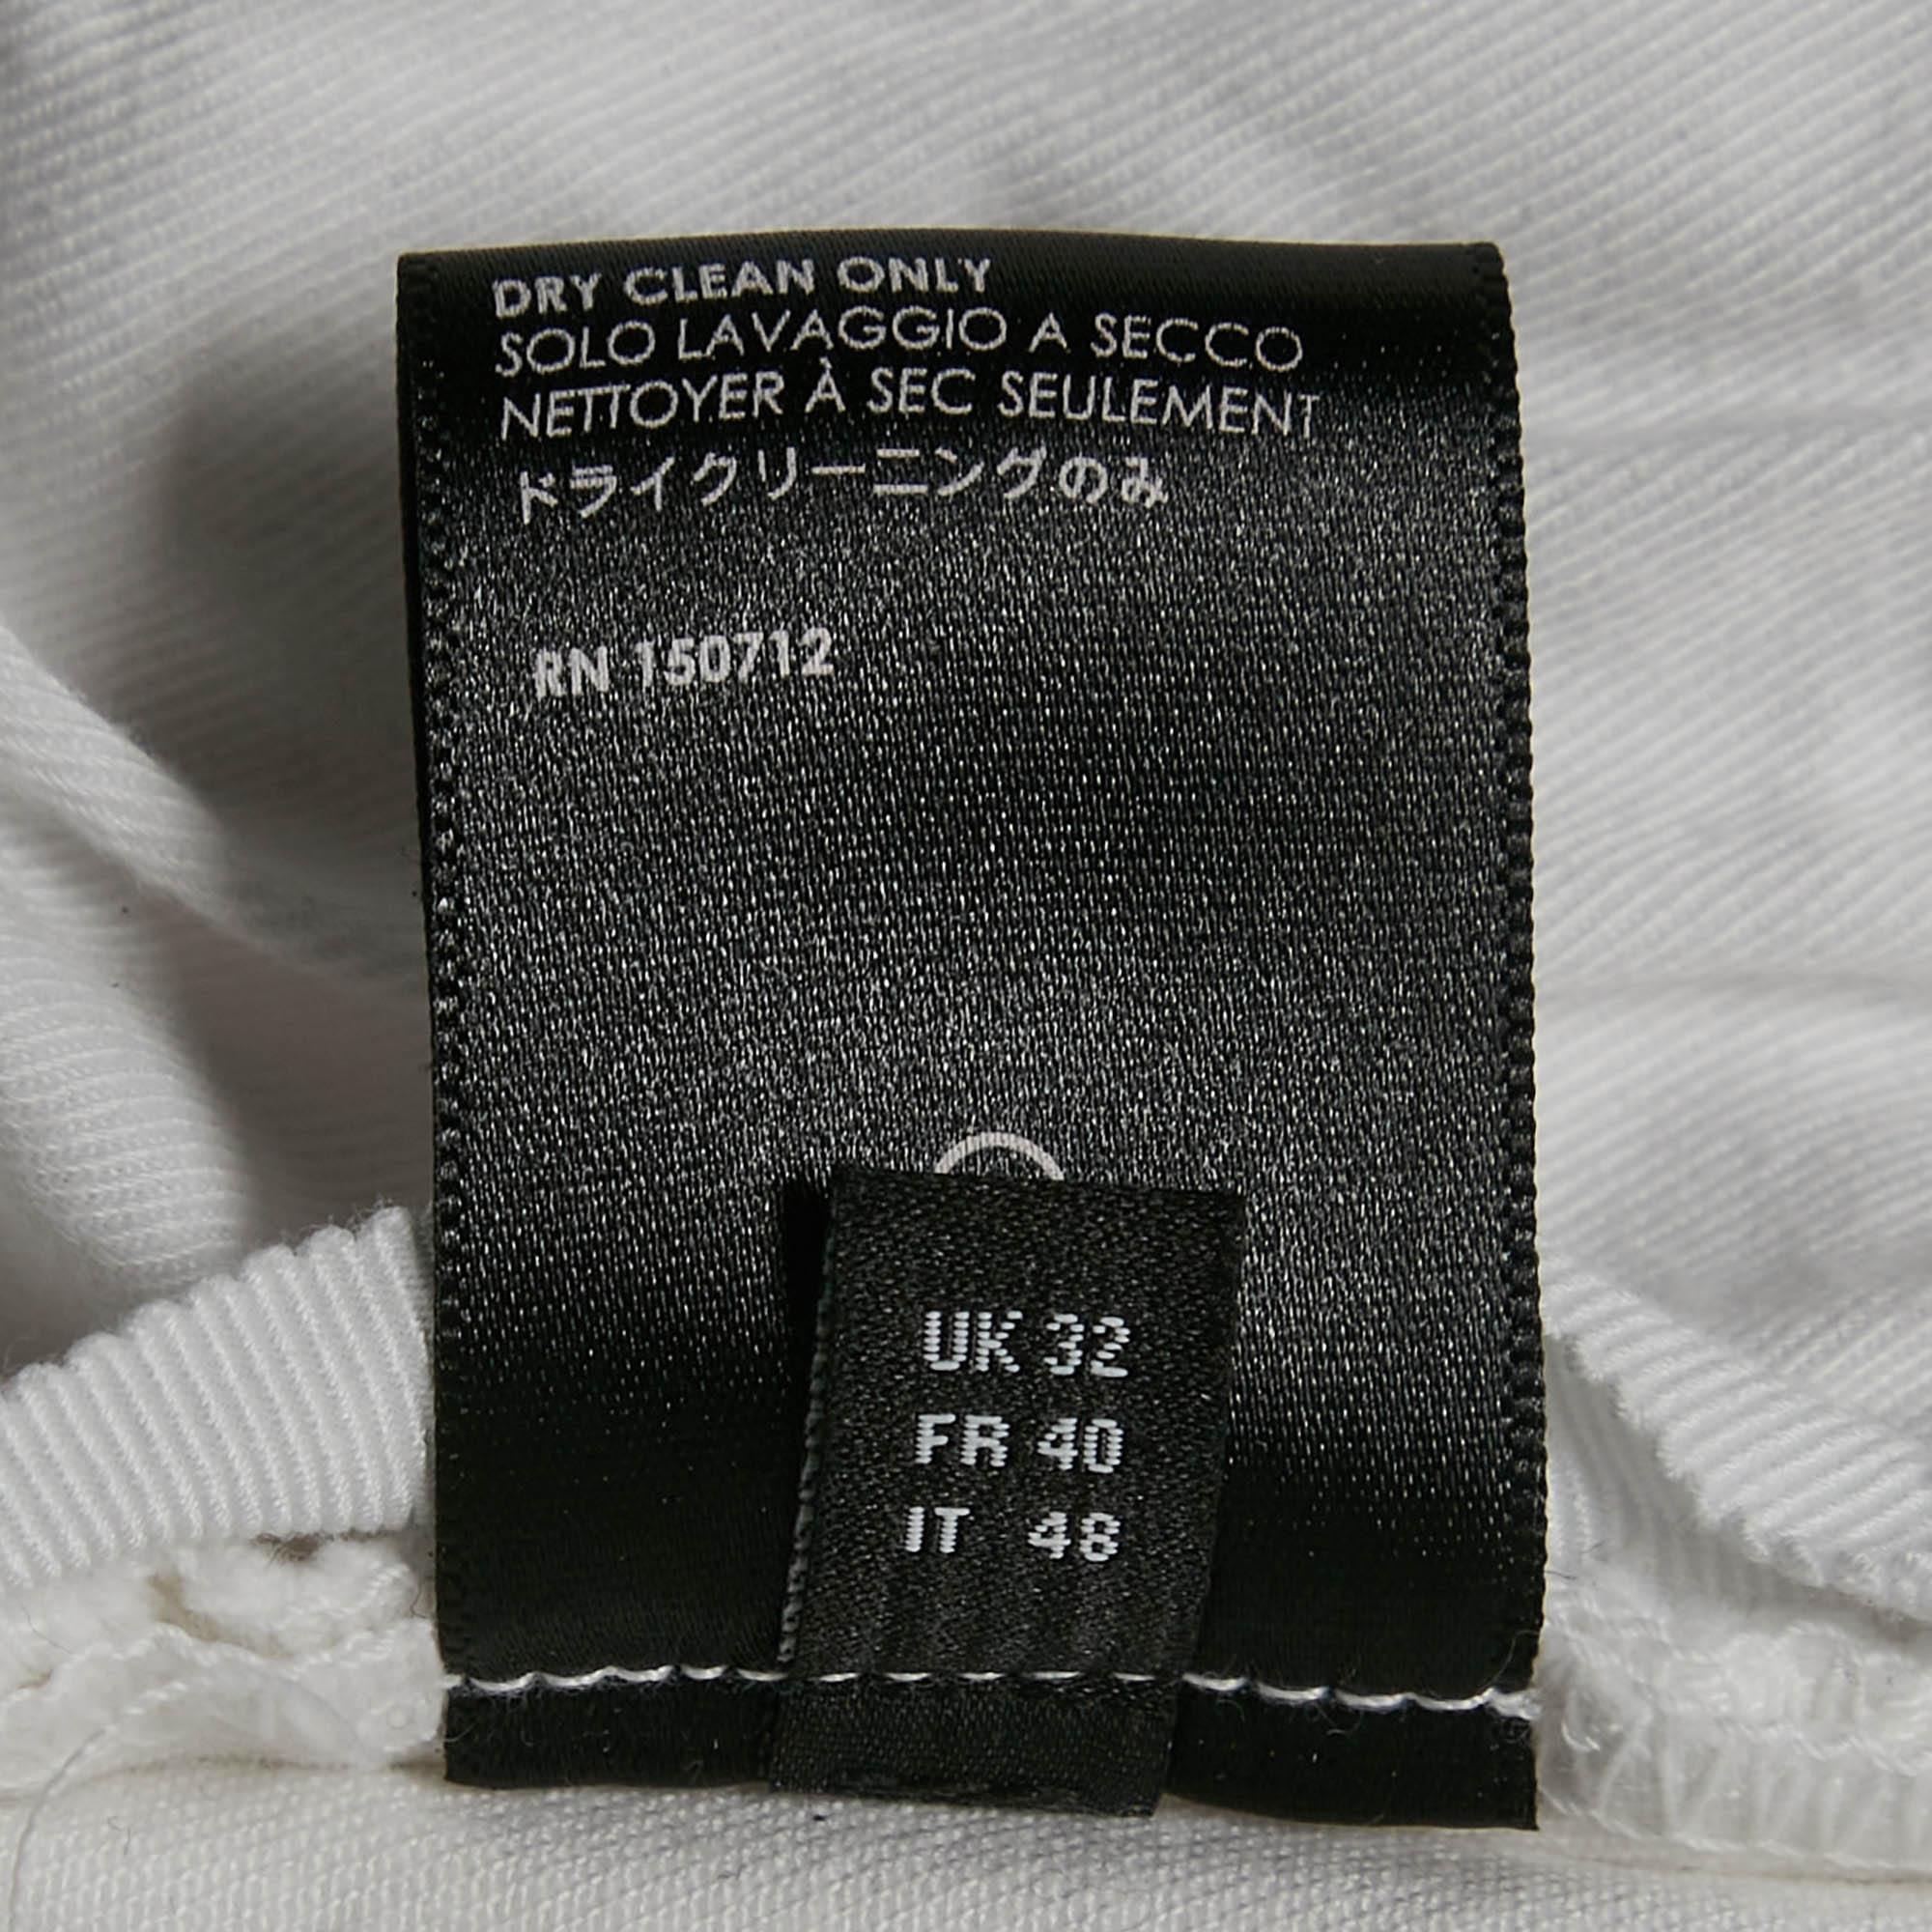 DRY CLEAN ONLY
SOLO LAVAGGIO A SECCO
NETTOYER À SEC SEULEMENT
ドライクリーニングのみ
RN 150712
UK 32
FR 40
IT 48